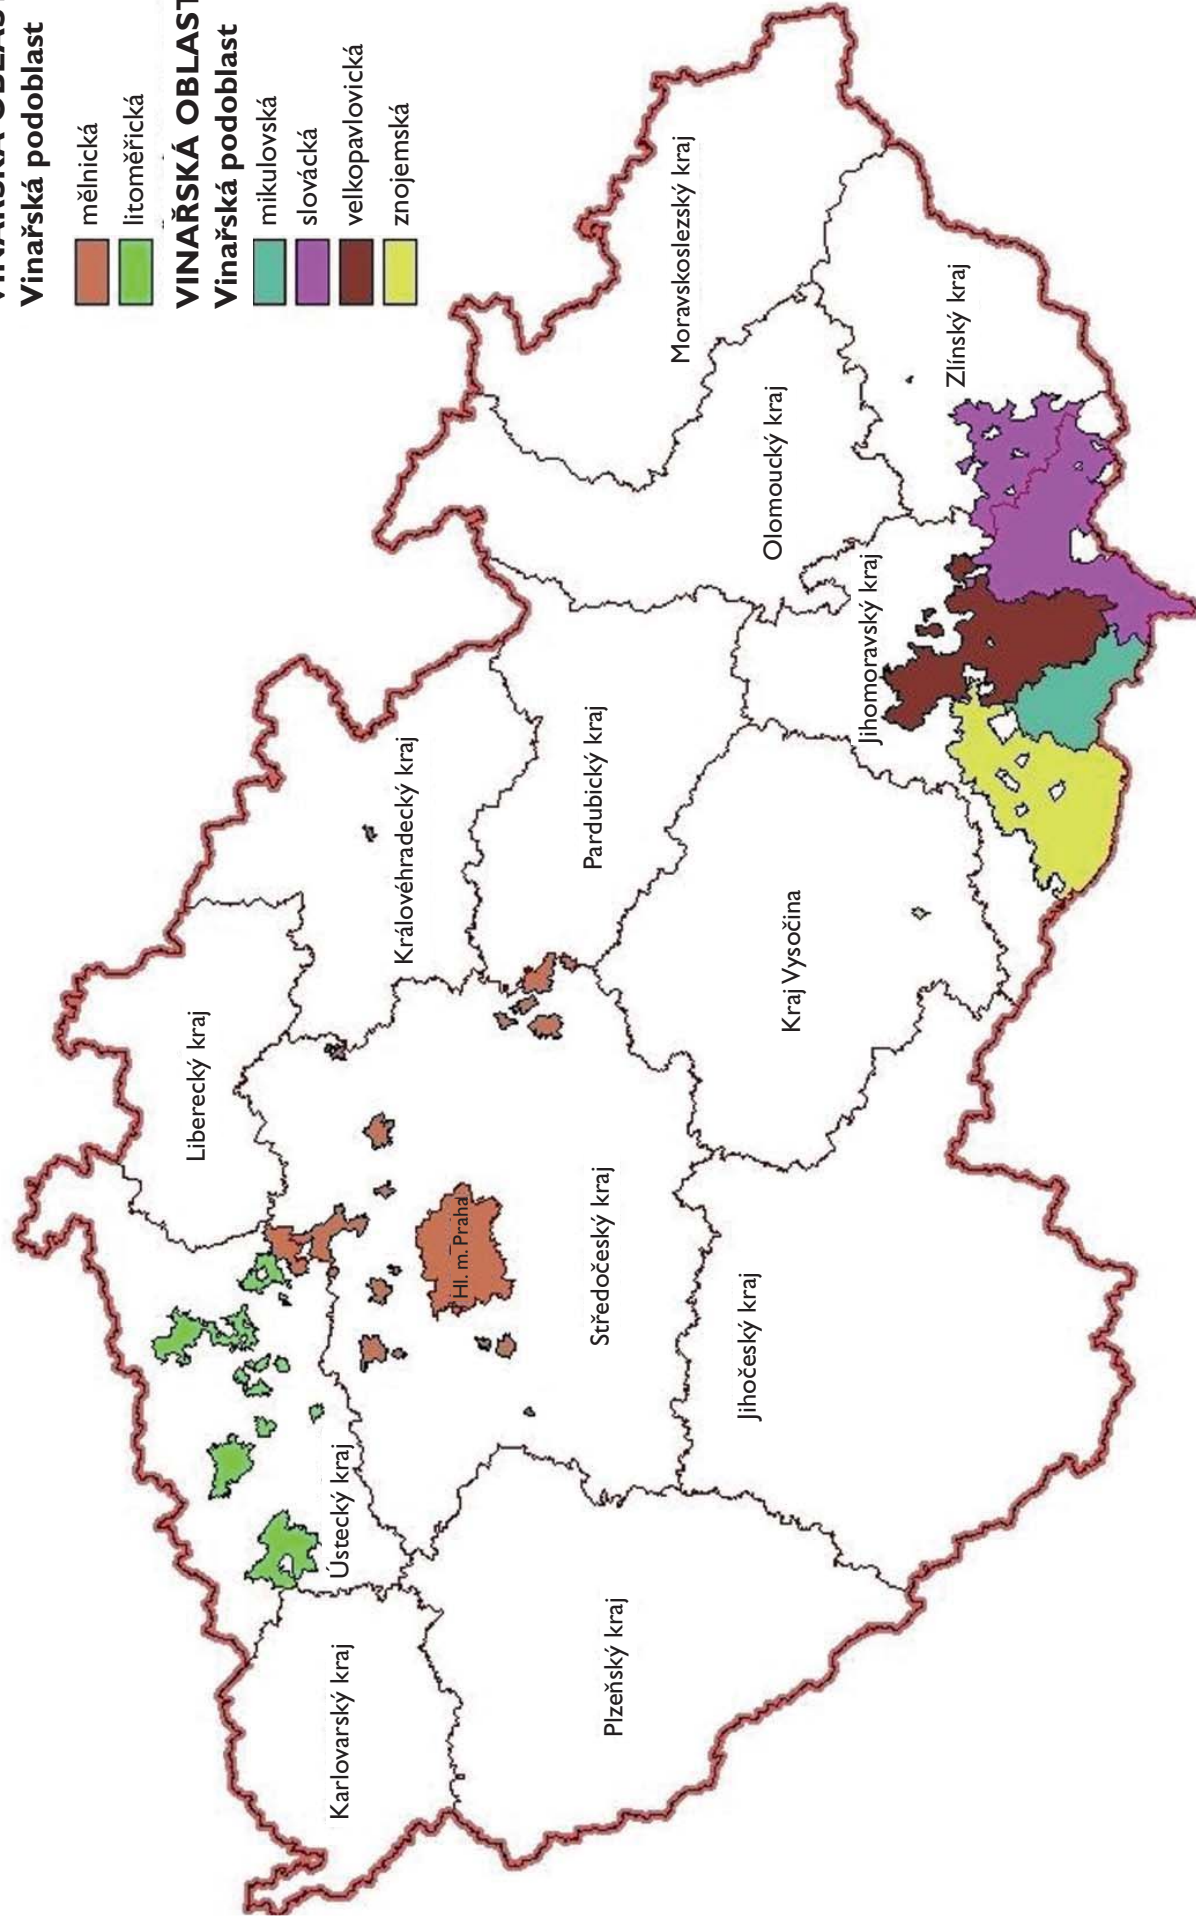 Vinařská podoblast
mělnická
litoměřická
VINAŘSKÁ OBLAST
Vinařská podoblast
mikulovská
slovácká
velkopavlovická
znojemská
Liberecký kraj
Ústecký kraj
Karlovarský kraj
Královéhradecký kraj
Hl. m. Praha
Středočeský kraj
Pardubický kraj
Plzeňský kraj
Moravskoslezský kraj
Olomoucký kraj
Jihočeský kraj
Kraj Vysočina
Jihomoravský kraj
Zlínský kraj